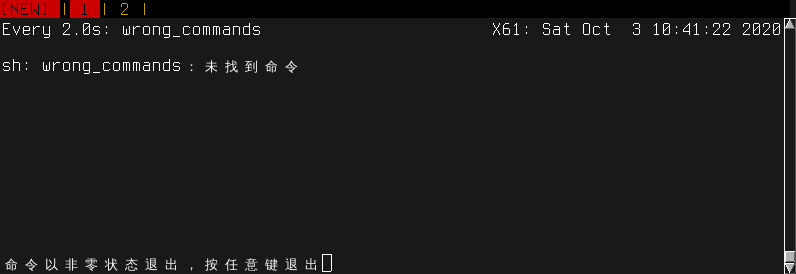 [NEW] | 1 | 2 |
Every 2.0s: wrong_commands X61: Sat Oct 3 10:41:22 2020
sh: wrong_commands：未找到命令
命令以非零状态退出，按任意键退出